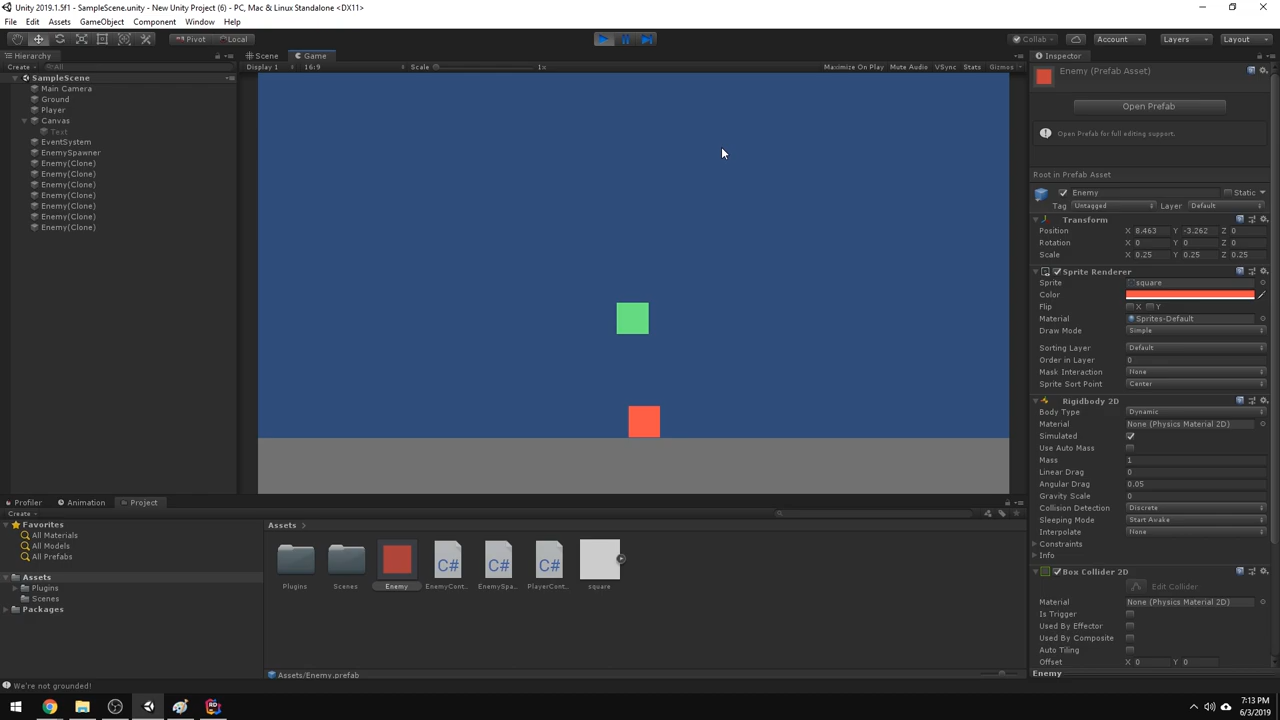 Unity 2019.1.5f1 - SampleScene.unity - New Unity Project (6) - PC, Mac & Linux Standalone <DX11>
File Edit Assets GameObject Component Window Help
Pivot Local Collab Account Layers Layout
Hierarchy Scene Game Inspector
Create All Display 1 16:9 Scale 1x Maximize On Play Mute Audio VSync Stats Gizmos
SampleScene
Main Camera
Ground
Player
Canvas
Text
EventSystem
EnemySpawner
Enemy(Clone)
Enemy(Clone)
Enemy(Clone)
Enemy(Clone)
Enemy(Clone)
Enemy(Clone)
Enemy(Clone)
Enemy (Prefab Asset)
Open Prefab
Open Prefab for full editing support.
Root in Prefab Asset
Enemy Static
Tag Untagged Layer Default
Transform
Position X 8.463 Y -3.262 Z 0
Rotation X 0 Y 0 Z 0
Scale X 0.25 Y 0.25 Z 0.25
Sprite Renderer
Sprite square
Color
Flip X Y
Material Sprites-Default
Draw Mode Simple
Sorting Layer Default
Order in Layer 0
Mask Interaction None
Sprite Sort Point Center
Rigidbody 2D
Body Type Dynamic
Material None (Physics Material 2D)
Simulated
Use Auto Mass
Mass 1
Linear Drag 0
Angular Drag 0.05
Gravity Scale 0
Collision Detection Discrete
Sleeping Mode Start Awake
Interpolate None
Constraints
Info
Box Collider 2D
Edit Collider
Material None (Physics Material 2D)
Is Trigger
Used By Effector
Used By Composite
Auto Tiling
Offset X 0 Y 0
Enemy
Profiler Animation Project
Create
Favorites
All Materials
All Models
All Prefabs
Assets
Plugins
Scenes
Packages
Assets
C# C# C#
Plugins Scenes Enemy EnemyCont... EnemySpa... PlayerCont... square
Assets/Enemy.prefab
We're not grounded!
RD
7:13 PM
6/3/2019